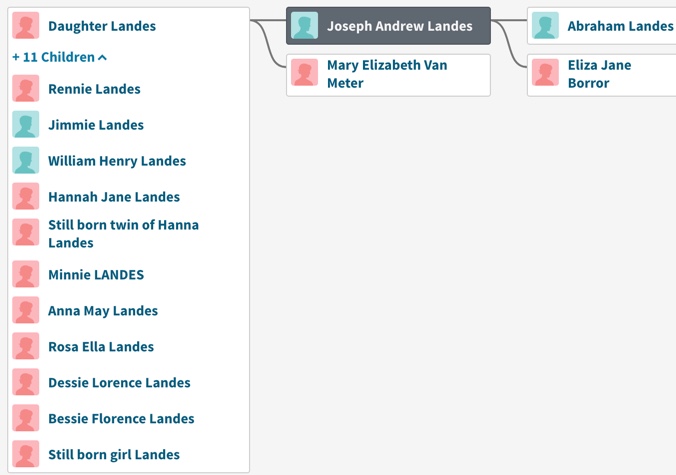 Daughter Landes
+ 11 Children
Rennie Landes
Jimmie Landes
William Henry Landes
Hannah Jane Landes
Still born twin of Hanna
Landes
Minnie LANDES
Anna May Landes
Rosa Ella Landes
Dessie Lorence Landes
Bessie Florence Landes
Still born girl Landes
Joseph Andrew Landes
Mary Elizabeth Van
Meter
Abraham Landes
Eliza Jane
Borror